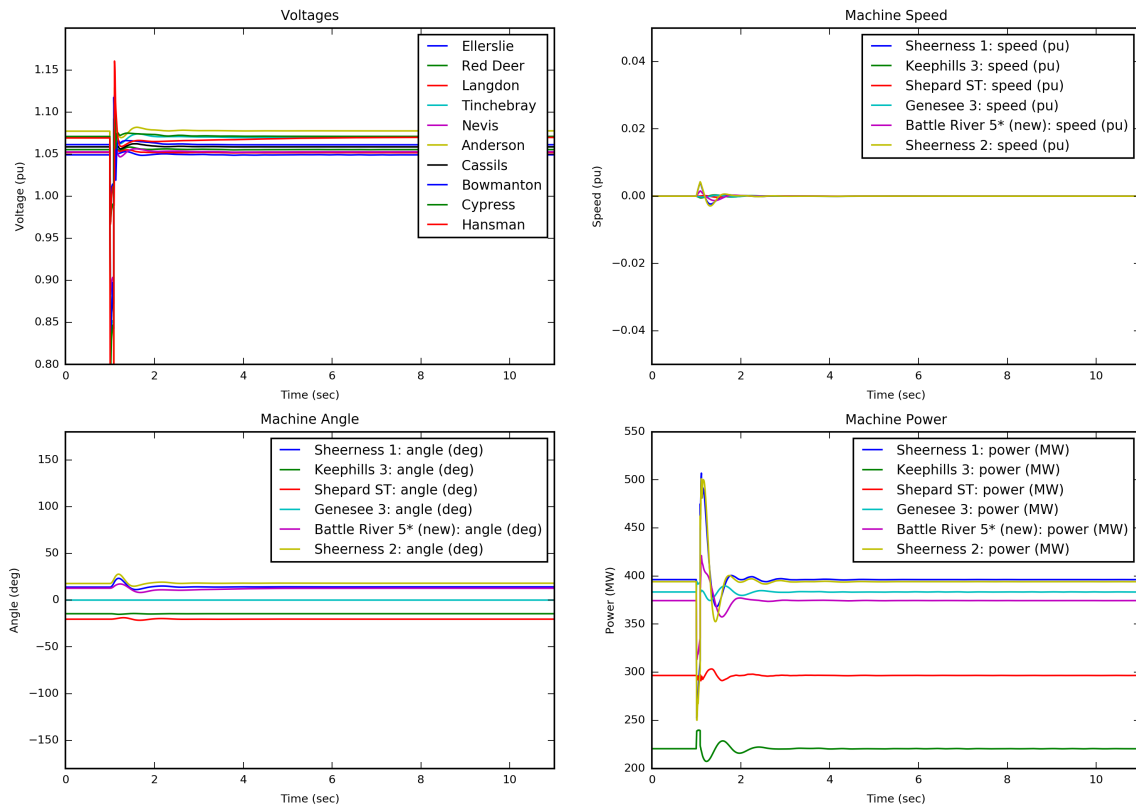 Voltages
1.15
1.10
1.05
1.00
0.95
0.90
0.85
0.80
Voltage (pu)
0
2
4
6
8
10
Time (sec)
Ellerslie
Red Deer
Langdon
Tinchebray
Nevis
Anderson
Cassils
Bowmanton
Cypress
Hansman
Machine Speed
0.04
0.02
0.00
−0.02
−0.04
Speed (pu)
0
2
4
6
8
10
Time (sec)
Sheerness 1: speed (pu)
Keephills 3: speed (pu)
Shepard ST: speed (pu)
Genesee 3: speed (pu)
Battle River 5* (new): speed (pu)
Sheerness 2: speed (pu)
Machine Angle
150
100
50
0
−50
−100
−150
Angle (deg)
0
2
4
6
8
10
Time (sec)
Sheerness 1: angle (deg)
Keephills 3: angle (deg)
Shepard ST: angle (deg)
Genesee 3: angle (deg)
Battle River 5* (new): angle (deg)
Sheerness 2: angle (deg)
Machine Power
550
500
450
400
350
300
250
200
Power (MW)
0
2
4
6
8
10
Time (sec)
Sheerness 1: power (MW)
Keephills 3: power (MW)
Shepard ST: power (MW)
Genesee 3: power (MW)
Battle River 5* (new): power (MW)
Sheerness 2: power (MW)